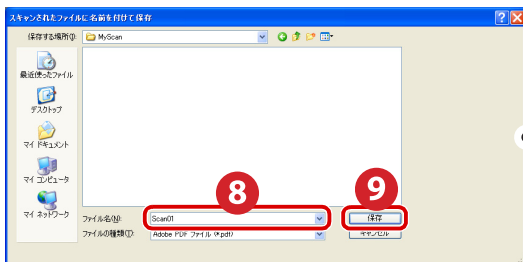 スキャンされたファイルに名前を付けて保存
保存する場所(I):
MyScan
最近使ったファイル
デスクトップ
マイ ドキュメント
マイ コンピュータ
マイ ネットワーク
8
9
ファイル名(N):
Scan01
保存
ファイルの種類(T):
Adobe PDF ファイル (*.pdf)
キャンセル